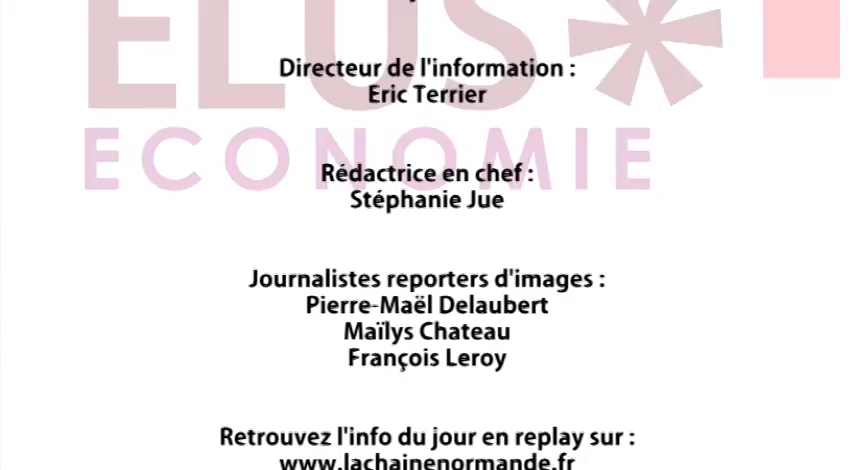 ELUS*
ECONOMIE
Directeur de l'information :
Eric Terrier
Rédactrice en chef :
Stéphanie Jue
Journalistes reporters d'images :
Pierre-Maël Delaubert
Maïlys Chateau
François Leroy
Retrouvez l'info du jour en replay sur :
www.lachainenormande.fr